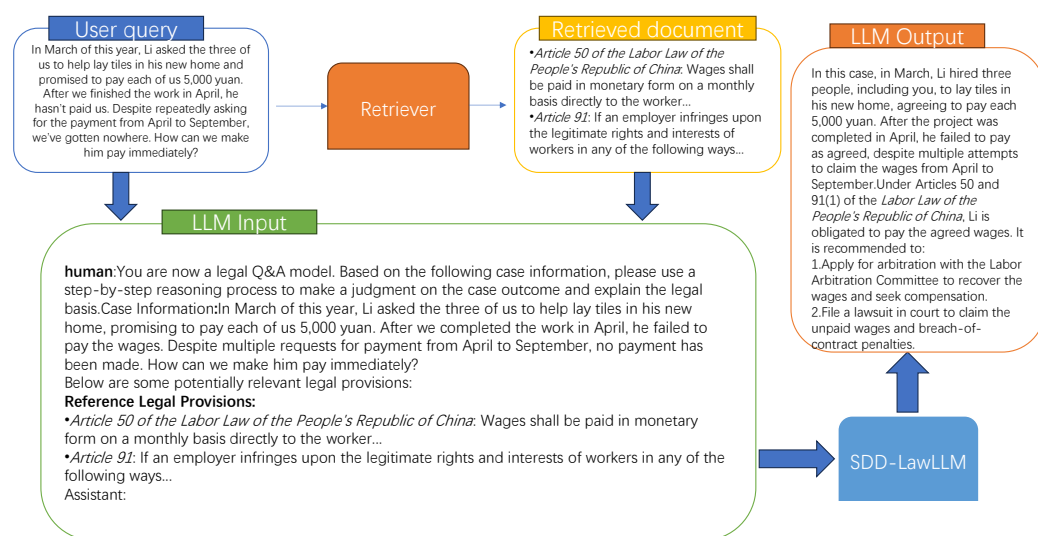 User query
In March of this year, Li asked the three of
us to help lay tiles in his new home and
promised to pay each of us 5,000 yuan.
After we finished the work in April, he
hasn't paid us. Despite repeatedly asking
for the payment from April to September,
we've gotten nowhere. How can we make
him pay immediately?
Retriever
Retrieved document
•Article 50 of the Labor Law of the
People's Republic of China: Wages shall
be paid in monetary form on a monthly
basis directly to the worker...
•Article 91: If an employer infringes upon
the legitimate rights and interests of
workers in any of the following ways...
LLM Input
human:You are now a legal Q&A model. Based on the following case information, please use a
step-by-step reasoning process to make a judgment on the case outcome and explain the legal
basis.Case Information:In March of this year, Li asked the three of us to help lay tiles in his new
home, promising to pay each of us 5,000 yuan. After we completed the work in April, he failed to
pay the wages. Despite multiple requests for payment from April to September, no payment has
been made. How can we make him pay immediately?
Below are some potentially relevant legal provisions:
Reference Legal Provisions:
•Article 50 of the Labor Law of the People's Republic of China: Wages shall be paid in monetary
form on a monthly basis directly to the worker...
•Article 91: If an employer infringes upon the legitimate rights and interests of workers in any of the
following ways...
Assistant:
SDD-LawLLM
LLM Output
In this case, in March, Li hired three
people, including you, to lay tiles in
his new home, agreeing to pay each
5,000 yuan. After the project was
completed in April, he failed to pay
as agreed, despite multiple attempts
to claim the wages from April to
September.Under Articles 50 and
91(1) of the Labor Law of the
People's Republic of China, Li is
obligated to pay the agreed wages. It
is recommended to:
1.Apply for arbitration with the Labor
Arbitration Committee to recover the
wages and seek compensation.
2.File a lawsuit in court to claim the
unpaid wages and breach-of-
contract penalties.